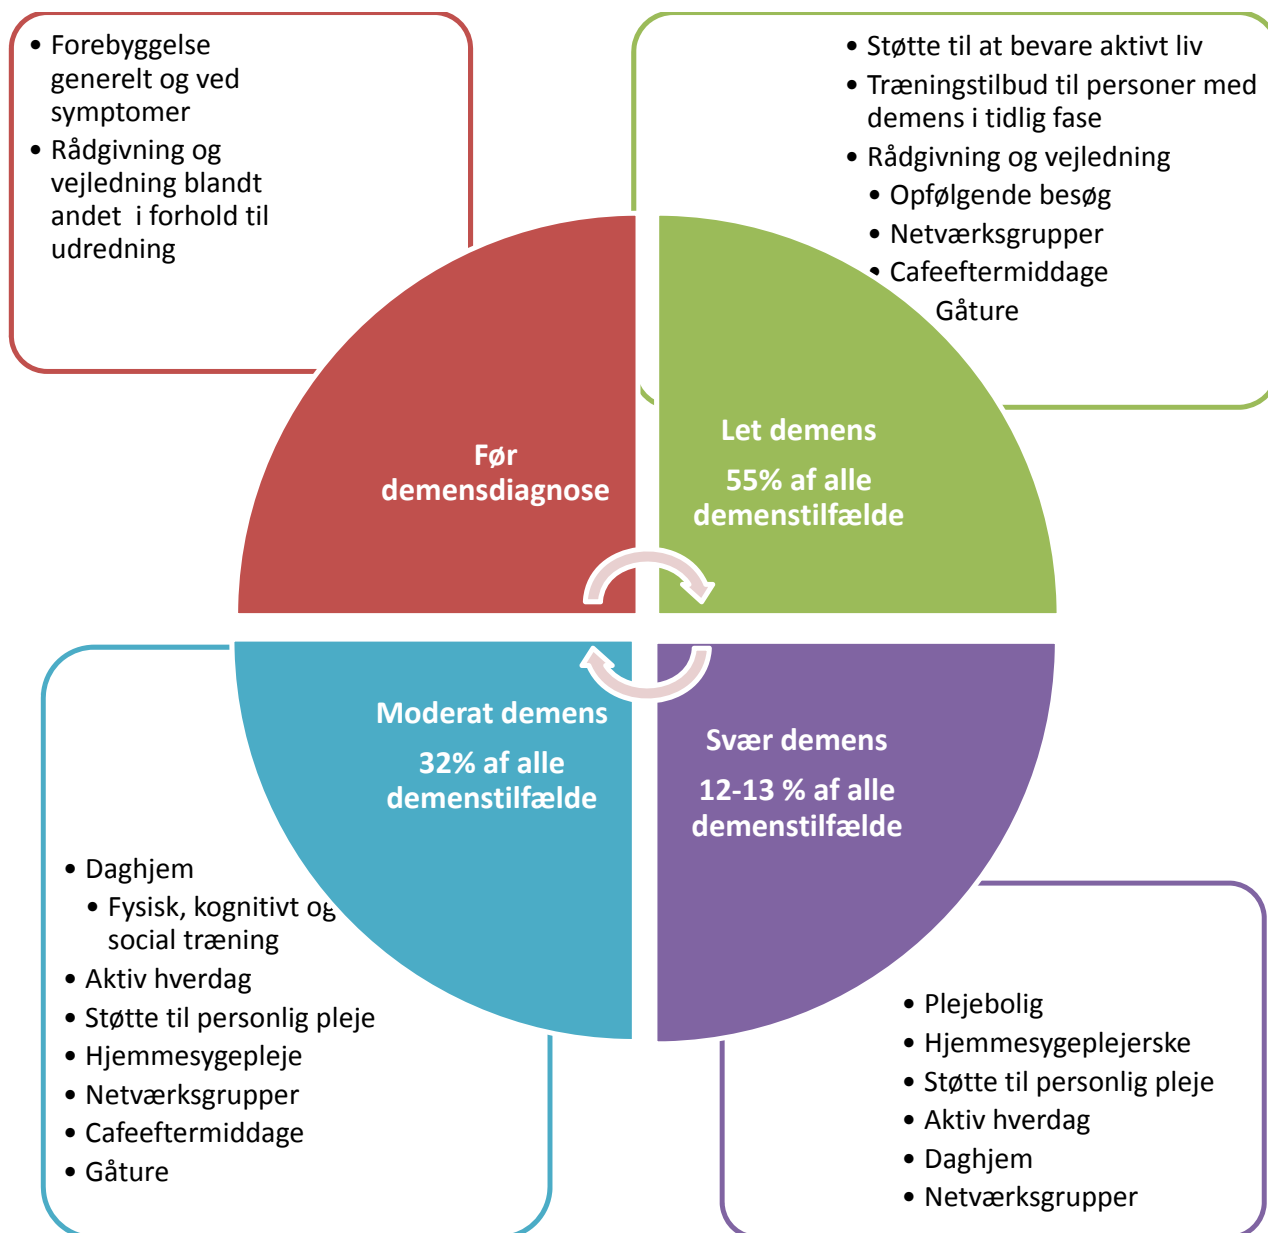 • Forebyggelse
generelt og ved
symptomer
• Rådgivning og
vejledning blandt
andet  i forhold til
udredning
• Støtte til at bevare aktivt liv
• Træningstilbud til personer med
demens i tidlig fase
• Rådgivning og vejledning
• Opfølgende besøg
• Netværksgrupper
• Cafeeftermiddage
Gåture
Før
demensdiagnose
Let demens
55% af alle
demenstilfælde
Moderat demens
32% af alle
demenstilfælde
Svær demens
12-13 % af alle
demenstilfælde
• Daghjem
• Fysisk, kognitivt og
social træning
• Aktiv hverdag
• Støtte til personlig pleje
• Hjemmesygepleje
• Netværksgrupper
• Cafeeftermiddage
• Gåture
• Plejebolig
• Hjemmesygeplejerske
• Støtte til personlig pleje
• Aktiv hverdag
• Daghjem
• Netværksgrupper